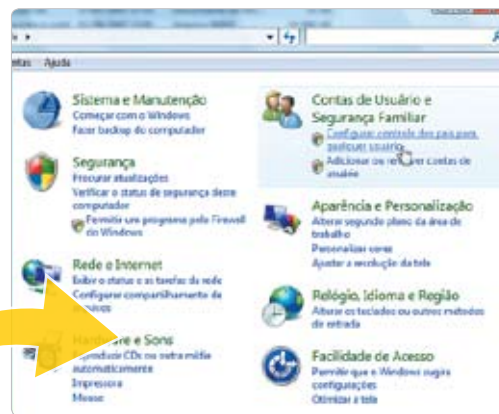 Ajuda
Sistema e Manutenção
Começar com o Windows
Fazer backup do computador
Segurança
Procurar atualizações
Verificar o status de segurança deste
computador
Permitir um programa pelo Firewall
do Windows
Rede e Internet
Exibir o status e as tarefas da rede
Configurar compartilhamento de
Hardware e Sons
CDs ou outra mídia
automaticamente
Impressora
Mouse
Contas de Usuário e
Segurança Familiar
Configurar controle dos pais para
qualquer usuário
Adicionar ou remover contas de
usuário
Aparência e Personalização
Alterar segundo plano da área de
trabalho
Personalizar cores
Ajustar a resolução da tela
Relógio, Idioma e Região
Alterar os teclados ou outros métodos
de entrada
Facilidade de Acesso
Permitir que o Windows sugira
configurações
Otimizar a tela